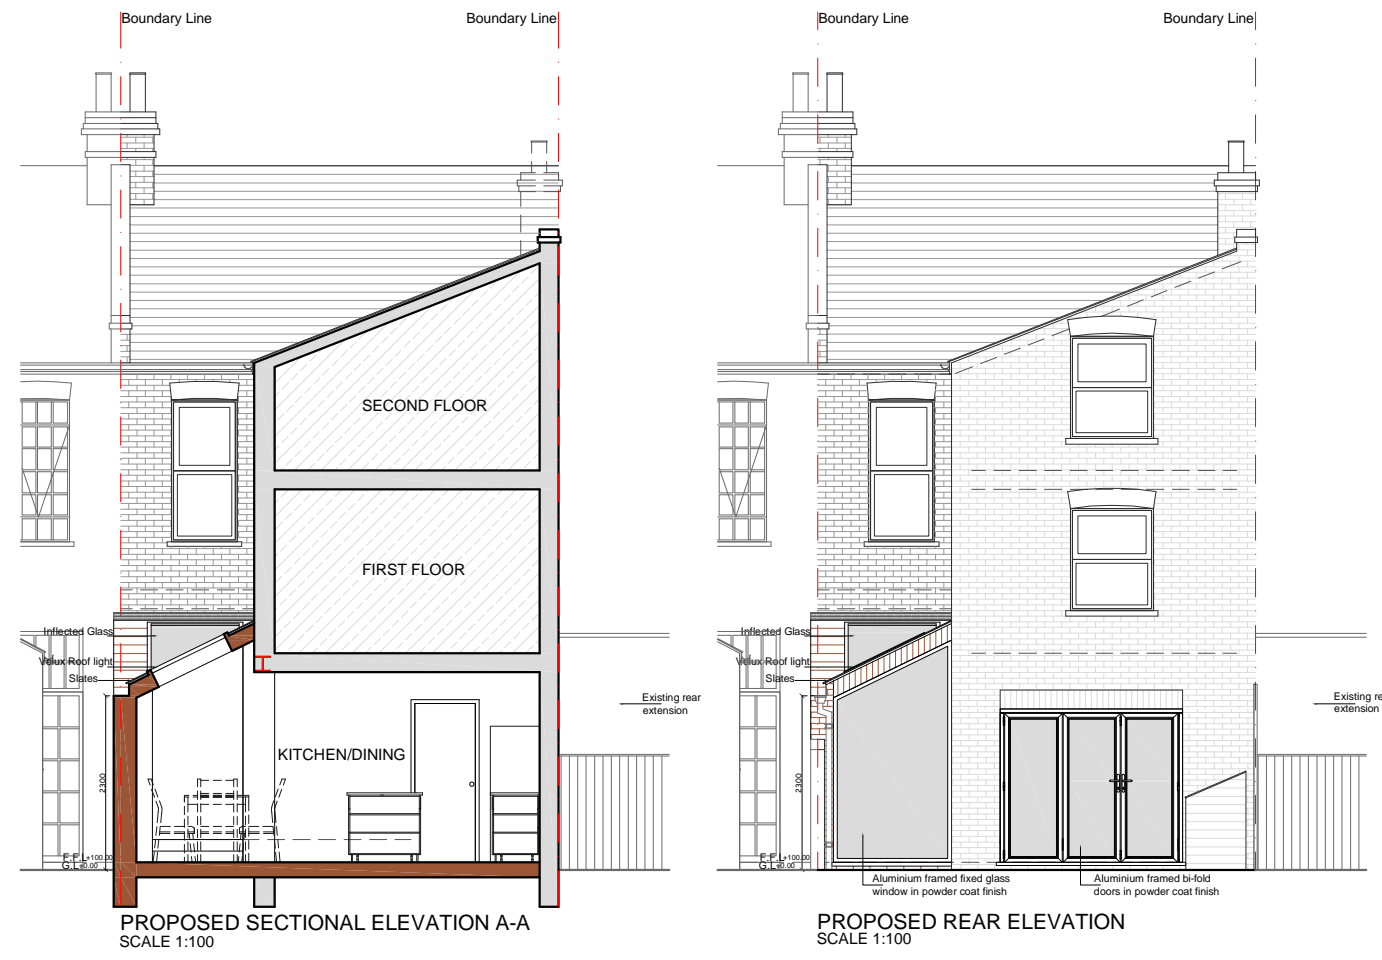 Boundary Line
Boundary Line
SECOND FLOOR
FIRST FLOOR
Inflected Glass
Velux Roof light
Slates
Existing rear
extension
KITCHEN/DINING
2300
F.F.L+100.00
G.L±0.00
PROPOSED SECTIONAL ELEVATION A-A
SCALE 1:100
Boundary Line
Boundary Line
Inflected Glass
Velux Roof light
Slates
Existing re
extension
2300
F.F.L+100.00
G.L±0.00
Aluminium framed fixed glass
window in powder coat finish
Aluminium framed bi-fold
doors in powder coat finish
PROPOSED REAR ELEVATION
SCALE 1:100